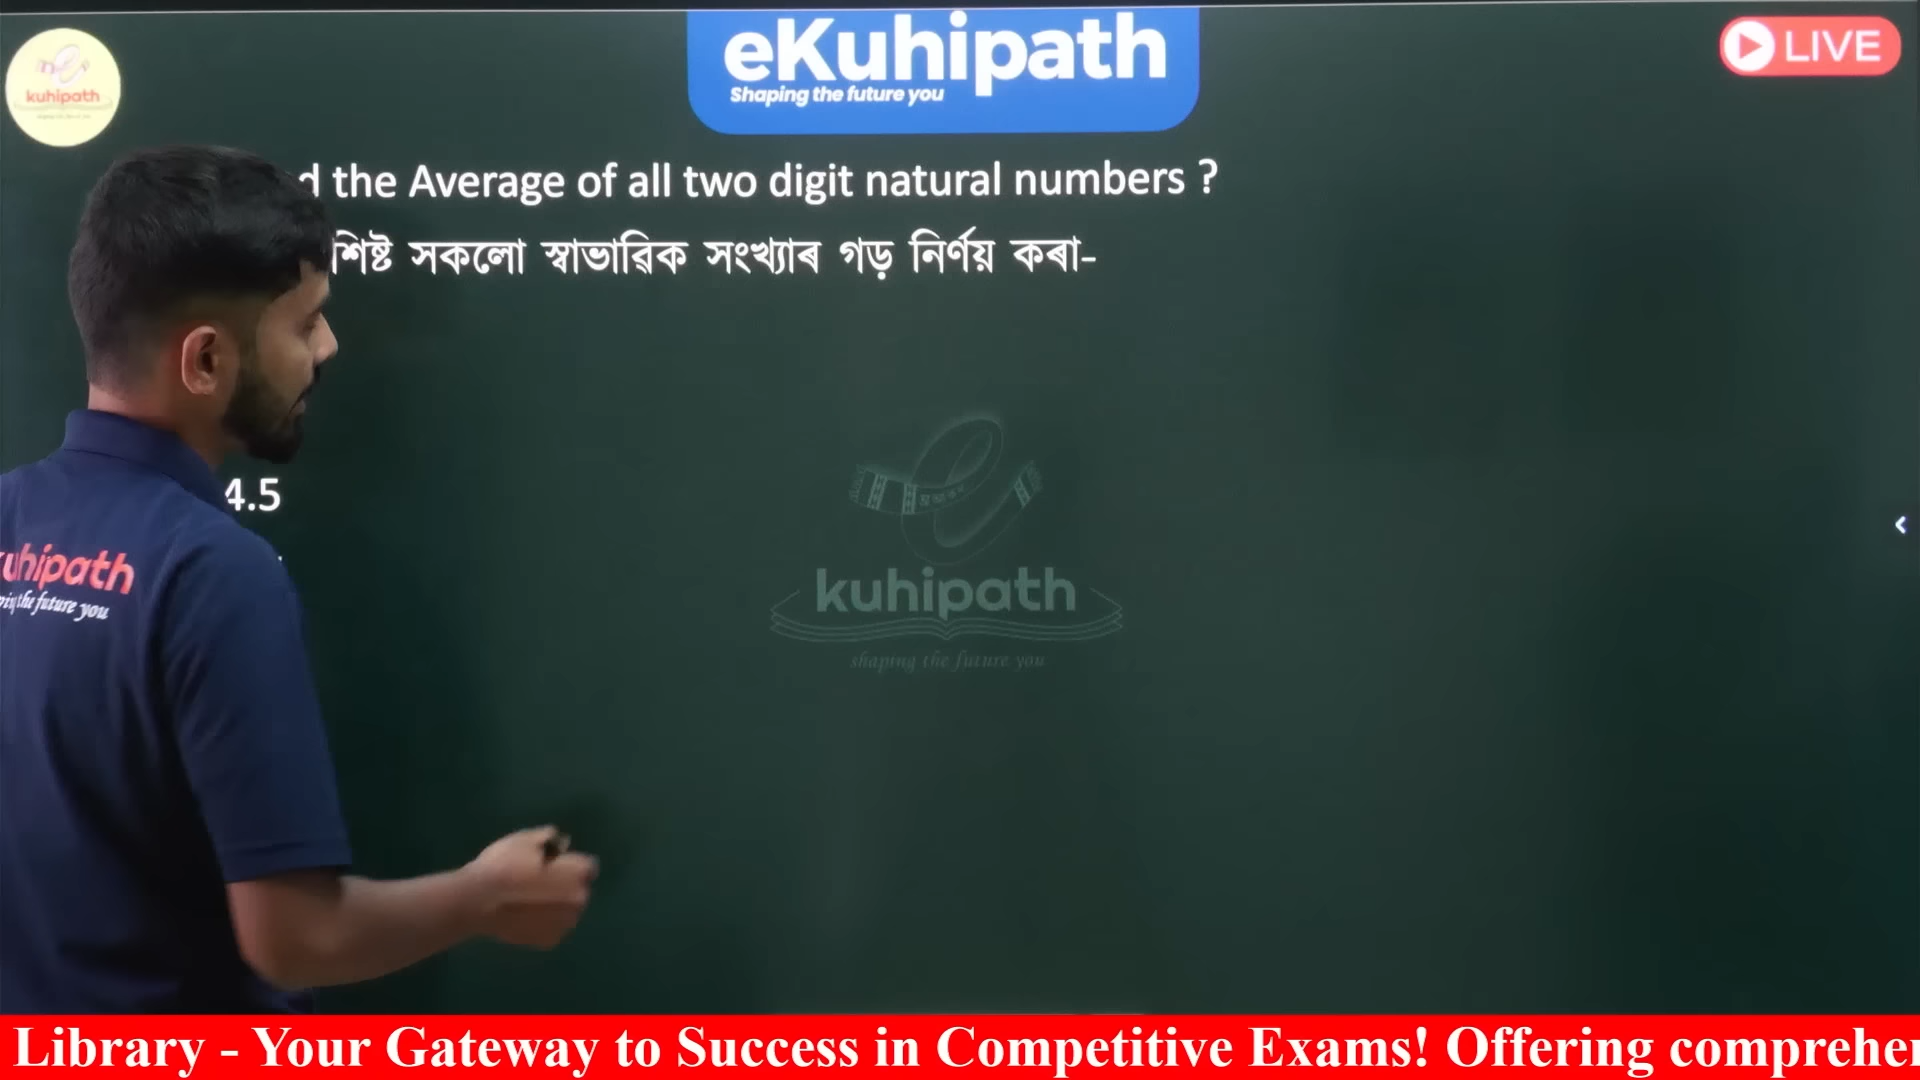 eKuhipath
Shaping the future you
LIVE
kuhipath
the Average of all two digit natural numbers ?
সকলো স্বাভাৱিক সংখ্যাৰ গড় নিৰ্ণয় কৰা-
4.5
kuhipath
shaping the future you
uhipath
the future you
Library - Your Gateway to Success in Competitive Exams! Offering